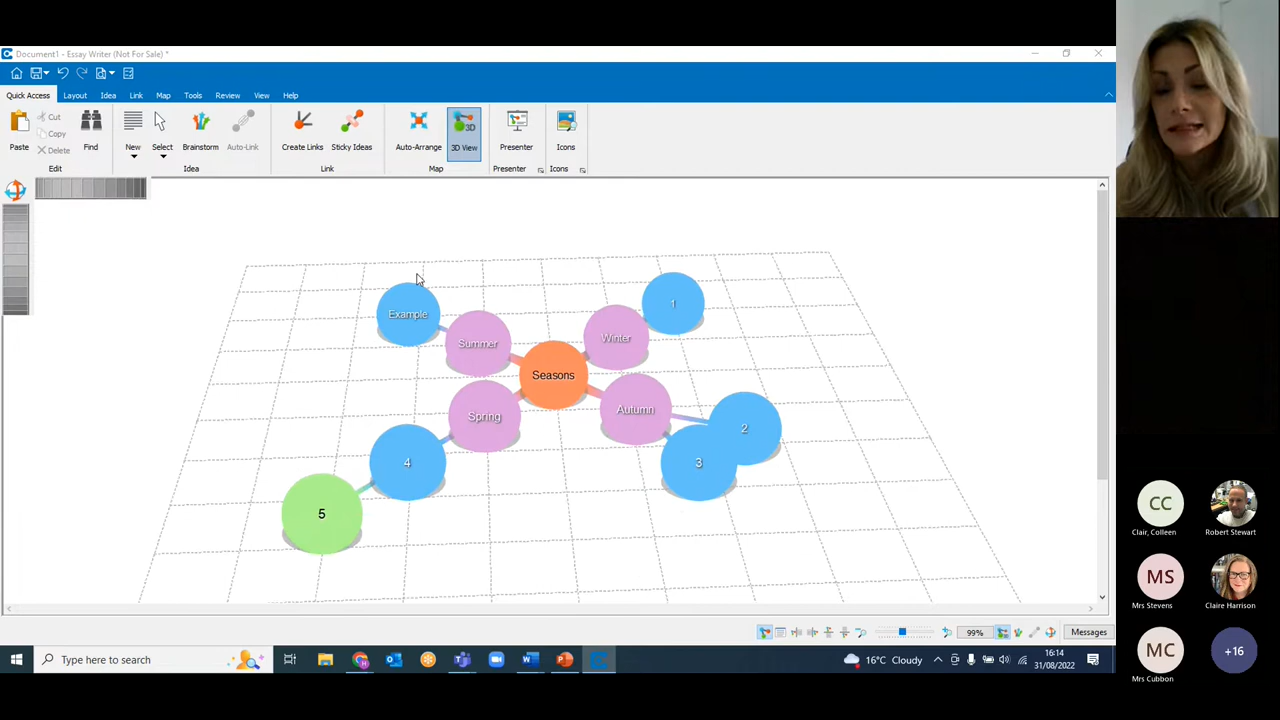 Document1 - Essay Writer (Not For Sale) *
Quick Access Layout Idea Link Map Tools Review View Help
Paste
Cut
Copy
Delete
Find
New
Select
Brainstorm
Auto-Link
Create Links
Sticky Ideas
Auto-Arrange
3D
3D View
Presenter
Icons
Edit Idea Link Map Presenter Icons
Example
1
Summer
Winter
Seasons
Spring
Autumn
2
4
3
5
CC
Clair, Colleen
Robert Stewart
MS
Mrs Stevens
Claire Harrison
MC
Mrs Cubbon
+16
99%
Messages
Type here to search
16°C Cloudy
16:14
31/08/2022